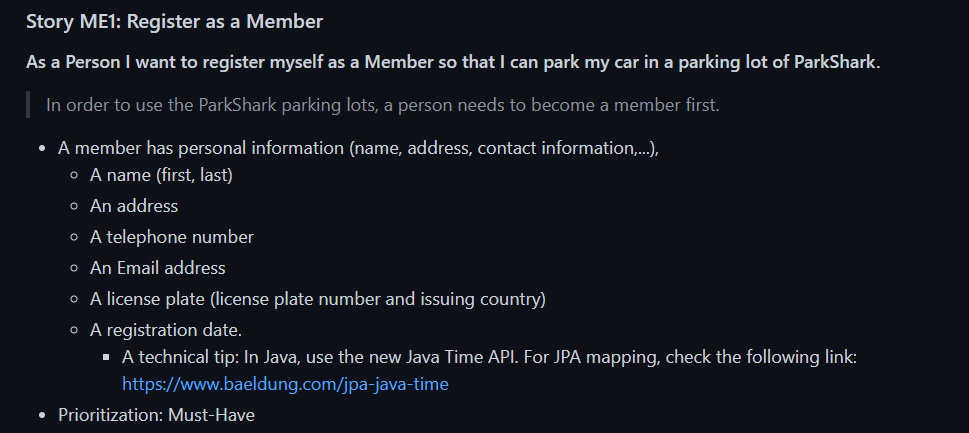 Story ME1: Register as a Member
As a Person I want to register myself as a Member so that I can park my car in a parking lot of ParkShark.
In order to use the ParkShark parking lots, a person needs to become a member first.
A member has personal information (name, address, contact information,...),
A name (first, last)
An address
A telephone number
An Email address
A license plate (license plate number and issuing country)
A registration date.
A technical tip: In Java, use the new Java Time API. For JPA mapping, check the following link:
https://www.baeldung.com/jpa-java-time
Prioritization: Must-Have